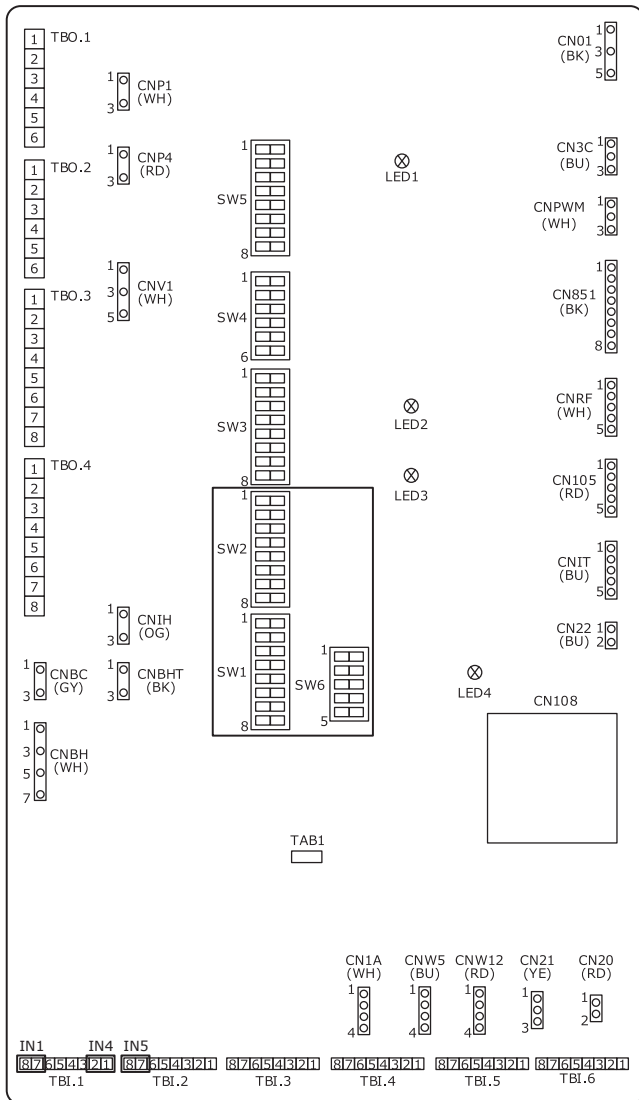 1 TBO.1
2
3
4
5
6
1 CNP1
3 (WH)
1 CN01
3 (BK)
5
1 TBO.2
2
3
4
5
6
1 CNP4
3 (RD)
1
SW5
8
LED1
1 CN3C
3 (BU)
CNPWM 1
(WH) 3
1 TBO.3
2
3
4
5
6
7
8
1 CNV1
3 (WH)
5
1
SW4
6
1
CN851
(BK)
8
1
SW3
8
LED2
1
CNRF
(WH)
5
1 TBO.4
2
3
4
5
6
7
8
LED3
1
CN105
(RD)
5
1
SW2
8
1
CNIT
(BU)
5
1 CNIH
3 (OG)
1
SW1
8
1
SW6
5
CN22 1
(BU) 2
1 CNBC
3 (GY)
1 CNBHT
3 (BK)
LED4
CN108
1
3 CNBH
5 (WH)
7
TAB1
CN1A
(WH)
1
4
CNW5
(BU)
1
4
CNW12
(RD)
1
4
CN21
(YE)
1
3
CN20
(RD)
1
2
IN1 IN4 IN5
87654321 87654321 87654321 87654321 87654321 87654321
TBI.1 TBI.2 TBI.3 TBI.4 TBI.5 TBI.6